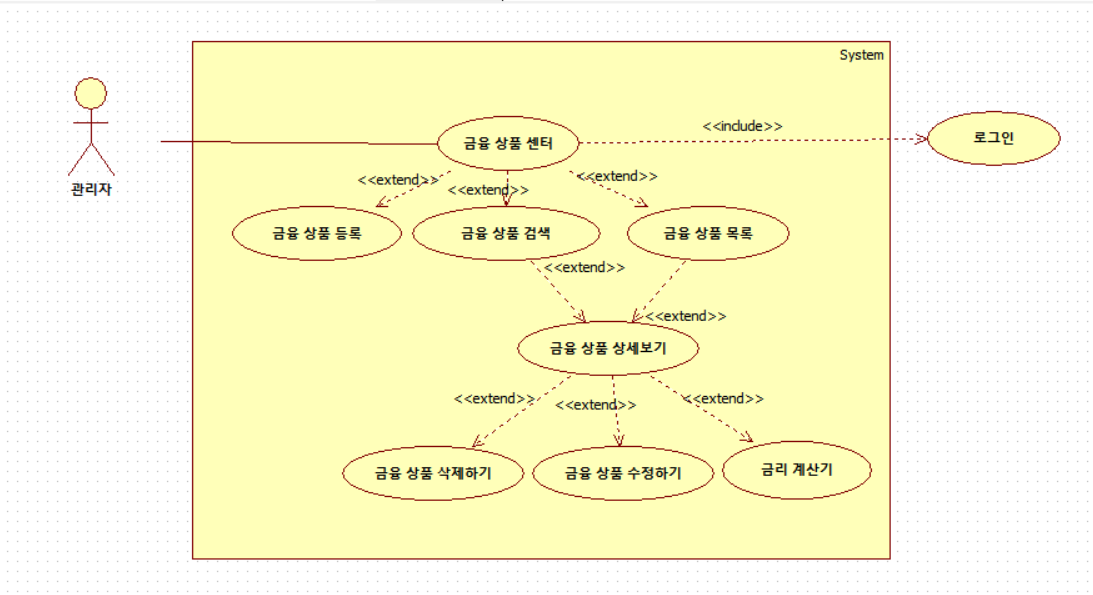 System
<<include>>
금융 상품 센터
로그인
관리자
<<extend>>
<<extend>>
<<extend>>
금융 상품 등록
금융 상품 검색
금융 상품 목록
<<extend>>
<<extend>>
금융 상품 상세보기
<<extend>>
<<extend>>
<<extend>>
금융 상품 삭제하기
금융 상품 수정하기
금리 계산기